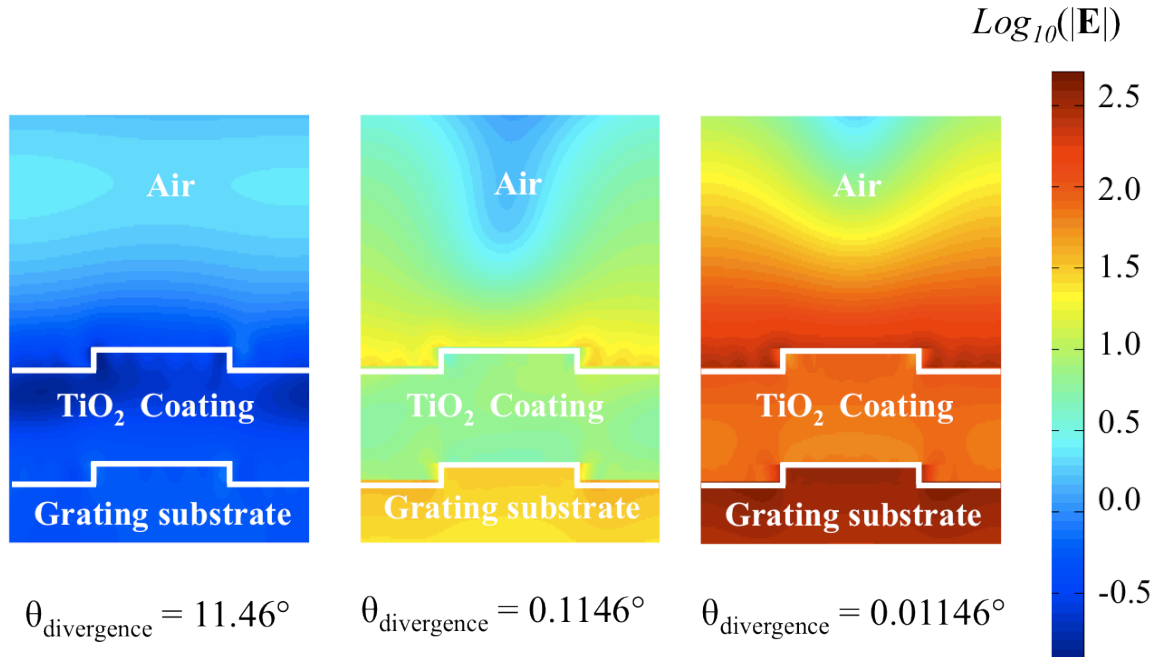 Log₁₀(|E|)
Air
TiO₂ Coating
Grating substrate
θdivergence = 11.46°
Air
TiO₂ Coating
Grating substrate
θdivergence = 0.1146°
Air
TiO₂ Coating
Grating substrate
θdivergence = 0.01146°
2.5
2.0
1.5
1.0
0.5
0.0
-0.5